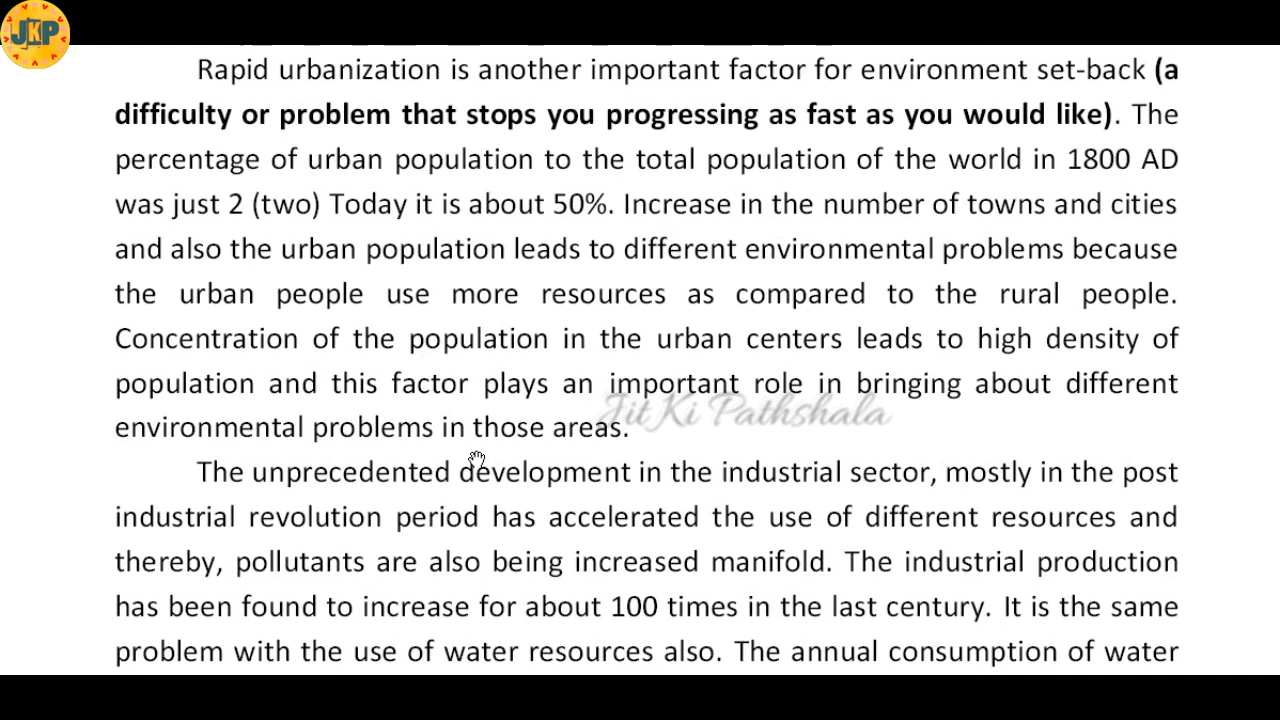 JKP
Rapid urbanization is another important factor for environment set-back (a
difficulty or problem that stops you progressing as fast as you would like). The
percentage of urban population to the total population of the world in 1800 AD
was just 2 (two) Today it is about 50%. Increase in the number of towns and cities
and also the urban population leads to different environmental problems because
the urban people use more resources as compared to the rural people.
Concentration of the population in the urban centers leads to high density of
population and this factor plays an important role in bringing about different
Jit Ki Pathshala
environmental problems in those areas.
The unprecedented development in the industrial sector, mostly in the post
industrial revolution period has accelerated the use of different resources and
thereby, pollutants are also being increased manifold. The industrial production
has been found to increase for about 100 times in the last century. It is the same
problem with the use of water resources also. The annual consumption of water